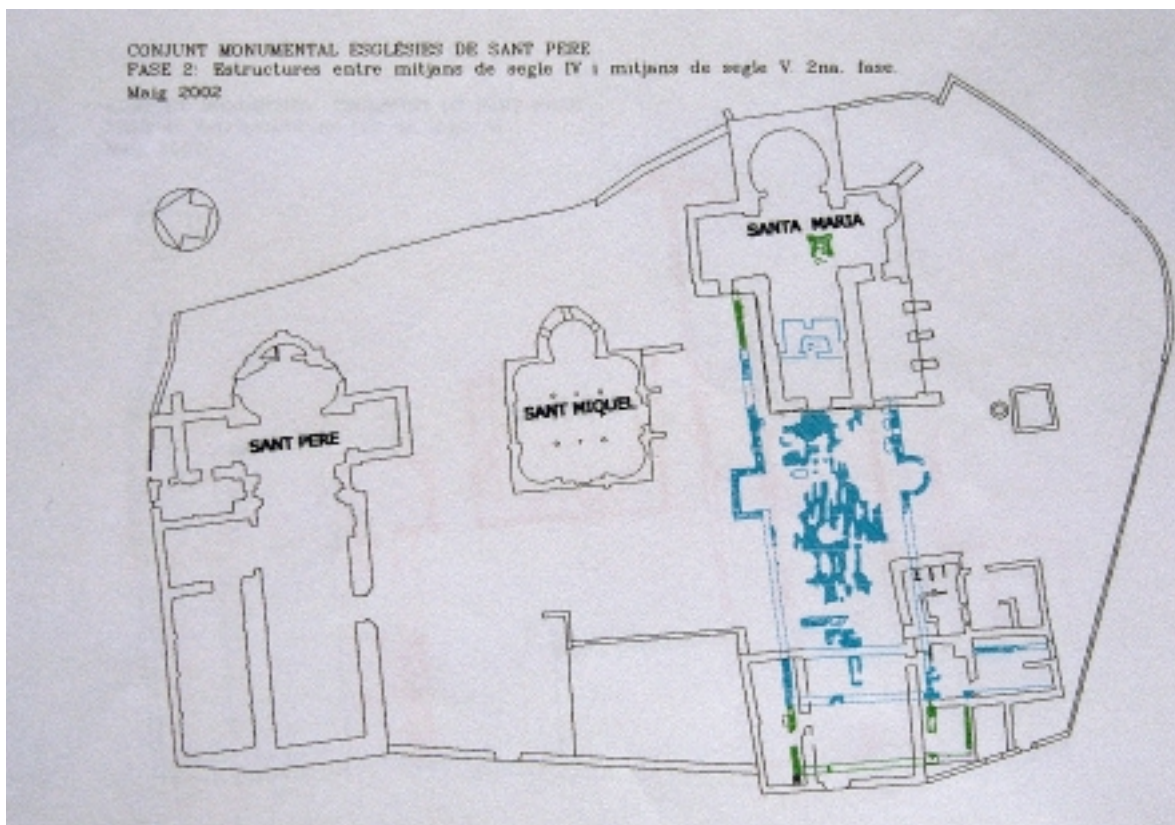 CONJUNT MONUMENTAL ESGLÉSIES DE SANT PERE
FASE 2: Estructures entre mitjans de segle IV i mitjans de segle V. 2na. fase.
Maig 2002
SANTA MARIA
SANT MIQUEL
SANT PERE